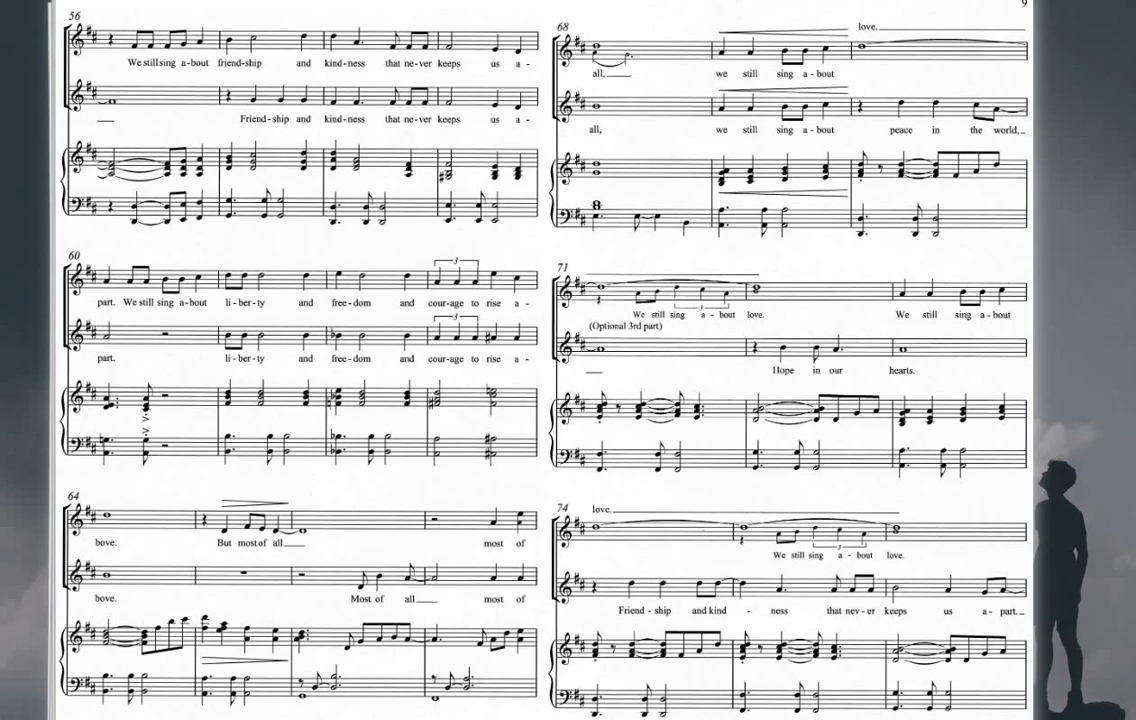 56
We still sing a - bout friend - ship and kind - ness that ne - ver keeps us a -
Friend - ship and kind - ness that ne - ver keeps us a -
60
3
part. We still sing a - bout li - ber - ty and free - dom and cour - age to rise a -
3
part. li - ber - ty and free - dom and cour - age to rise a -
64
bove. But most of all most of
bove. Most of all most of
9
68
love.
all, we still sing a - bout
all, we still sing a - bout peace in the world,
71
3
We still sing a - bout love. We still sing a - bout
(Optional 3rd part)
Hope in our hearts.
74
love.
3
We still sing a - bout love.
Friend - ship and kind - ness that nev - er keeps us a - part.